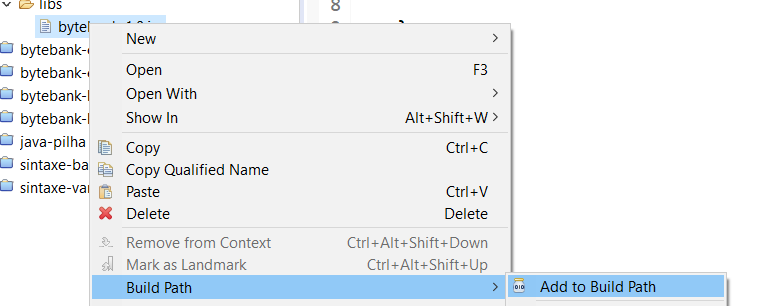 libs
8
New
bytebank-
Open F3
bytebank-
Open With
bytebank-
Show In Alt+Shift+W
bytebank-
java-pilha
Copy Ctrl+C
sintaxe-ba
Copy Qualified Name
sintaxe-var
Paste Ctrl+V
Delete Delete
Remove from Context Ctrl+Alt+Shift+Down
Mark as Landmark Ctrl+Alt+Shift+Up
Build Path Add to Build Path